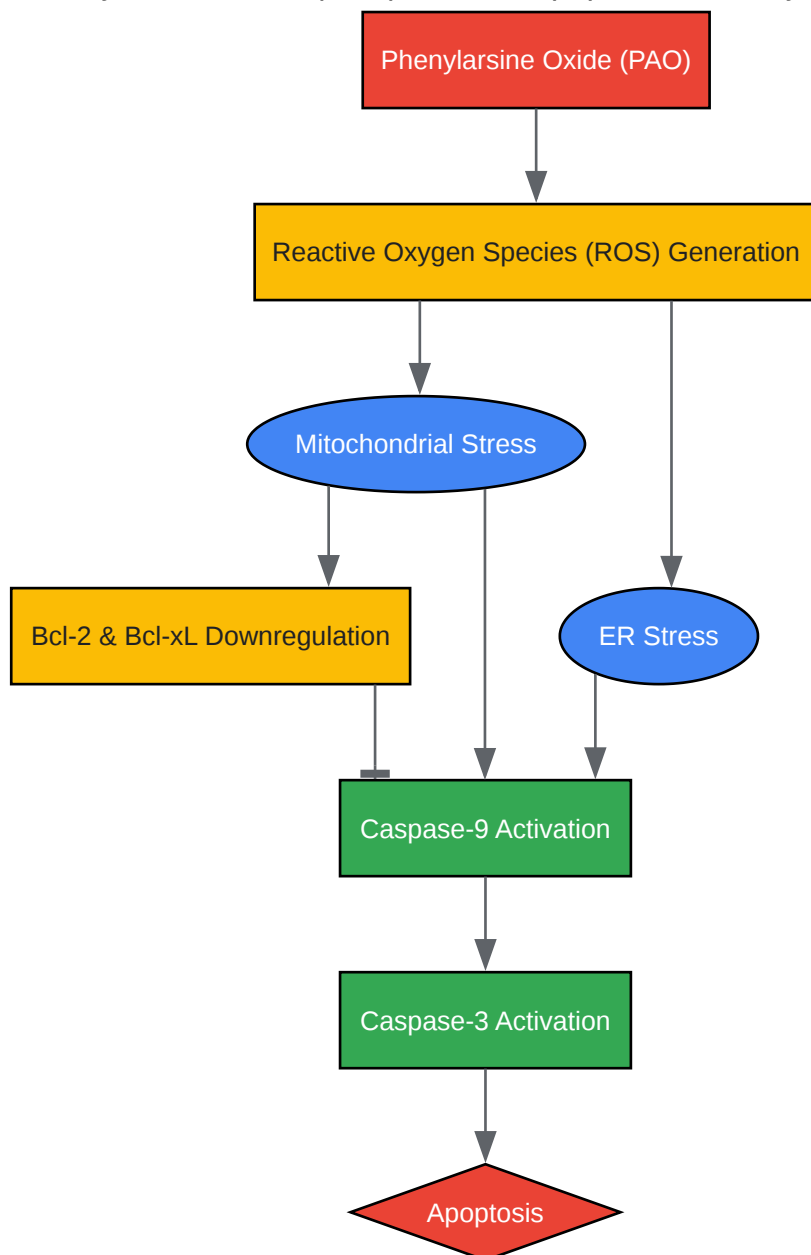 Phenylarsine Oxide (PAO)
Reactive Oxygen Species (ROS) Generation
Mitochondrial Stress
Bcl-2 & Bcl-xL Downregulation
ER Stress
Caspase-9 Activation
Caspase-3 Activation
Apoptosis